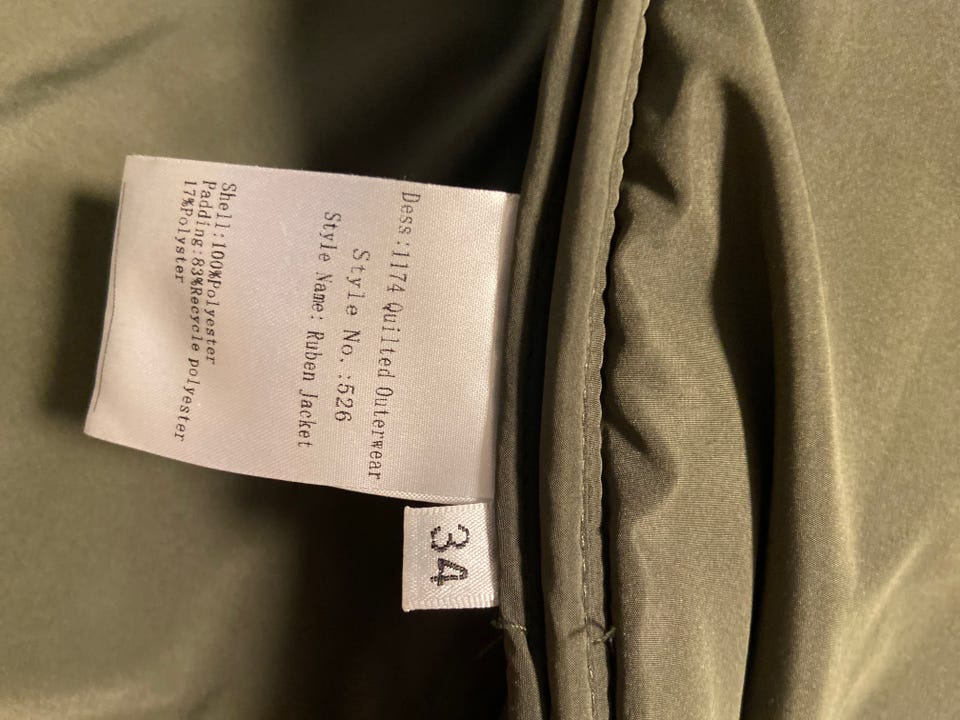 Dess:1174 Quilted Outerwear
Style No.:526
Style Name: Ruben Jacket
Shell:100%Polyester
Padding:83%Recycle polyester
17%Polyster
34